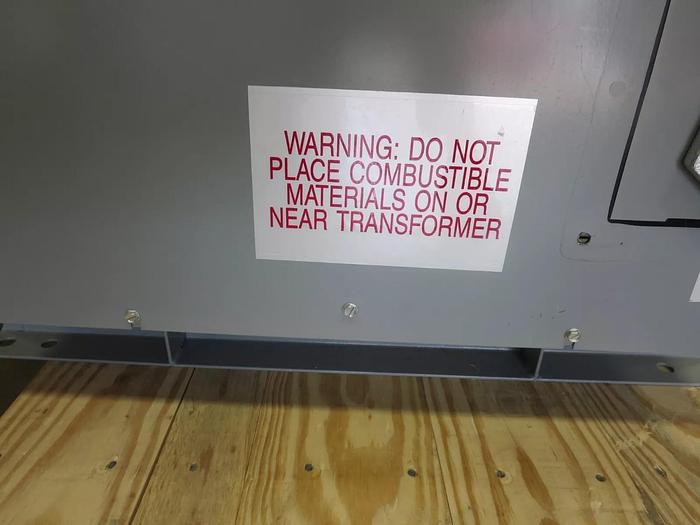 WARNING: DO NOT
PLACE COMBUSTIBLE
MATERIALS ON OR
NEAR TRANSFORMER